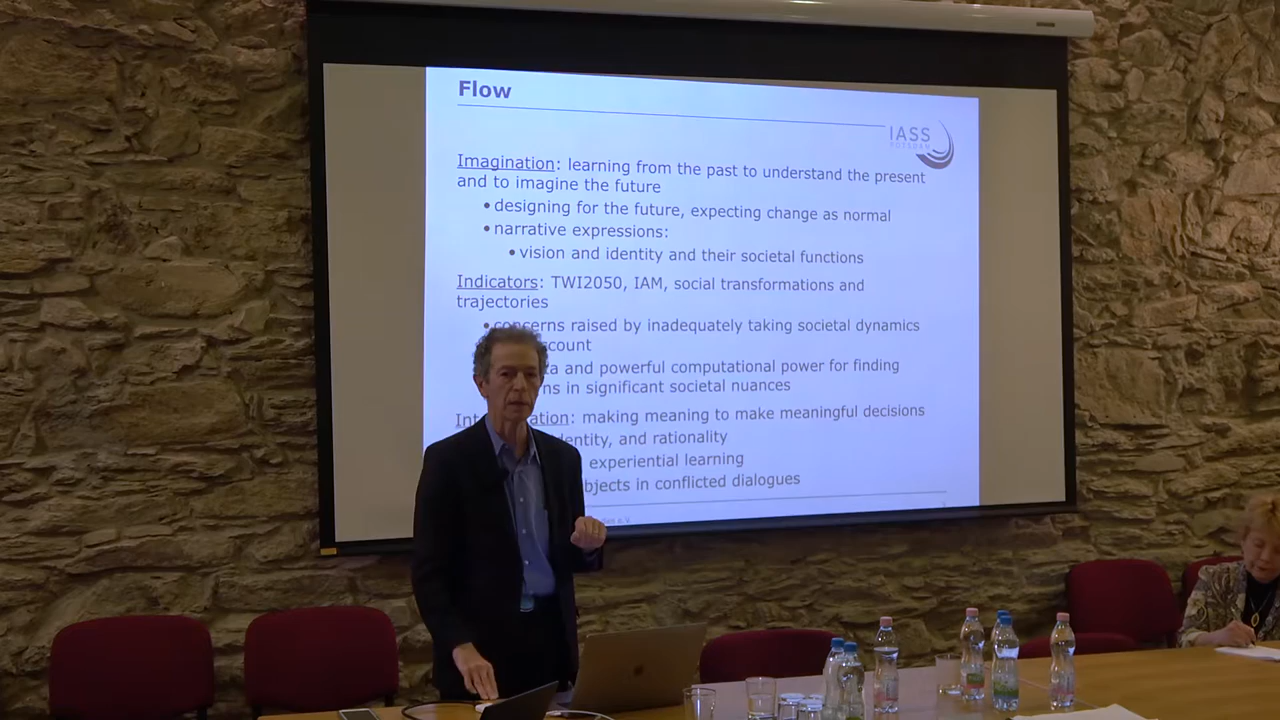 Flow
IASS
POTSDAM
Imagination: learning from the past to understand the present
and to imagine the future
• designing for the future, expecting change as normal
• narrative expressions:
• vision and identity and their societal functions
Indicators: TWI2050, IAM, social transformations and
trajectories
• concerns raised by inadequately taking societal dynamics
and powerful computational power for finding
in significant societal nuances
making meaning to make meaningful decisions
identity, and rationality
experiential learning
in conflicted dialogues
e.V.